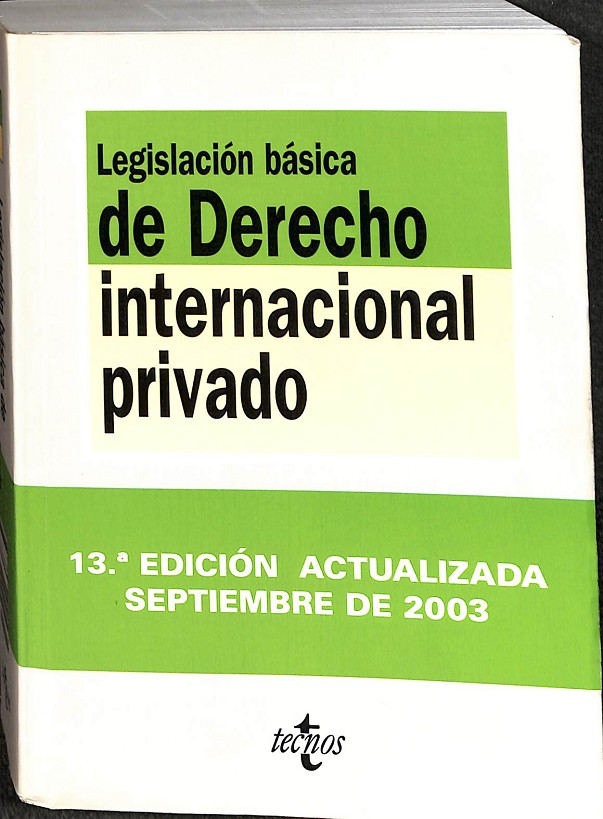 Legislación básica
de Derecho
internacional
privado
13.ª EDICIÓN ACTUALIZADA
SEPTIEMBRE DE 2003
tecnos